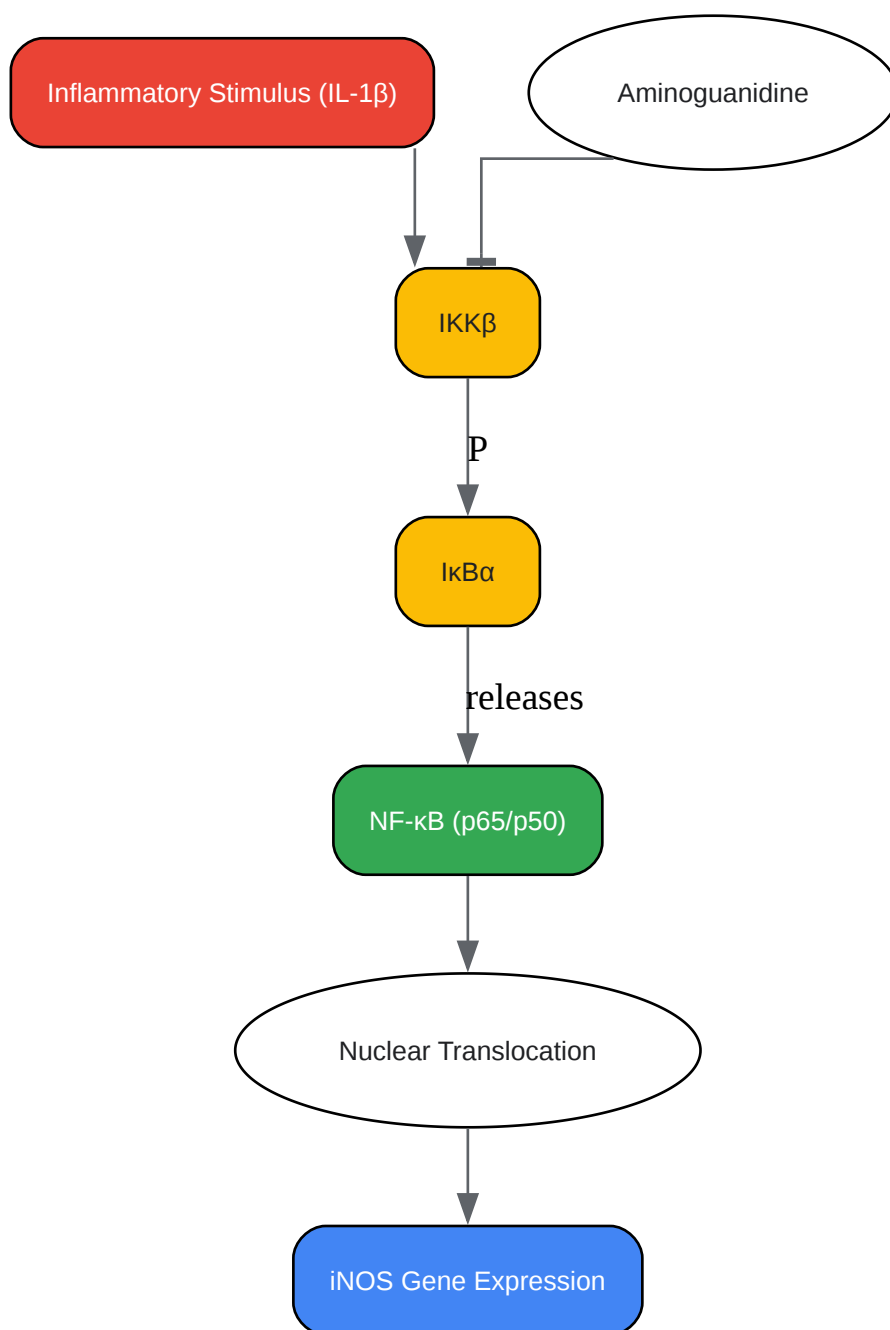 Inflammatory Stimulus (IL-1β)
Aminoguanidine
IKKβ
P
IκBα
releases
NF-κB (p65/p50)
Nuclear Translocation
iNOS Gene Expression